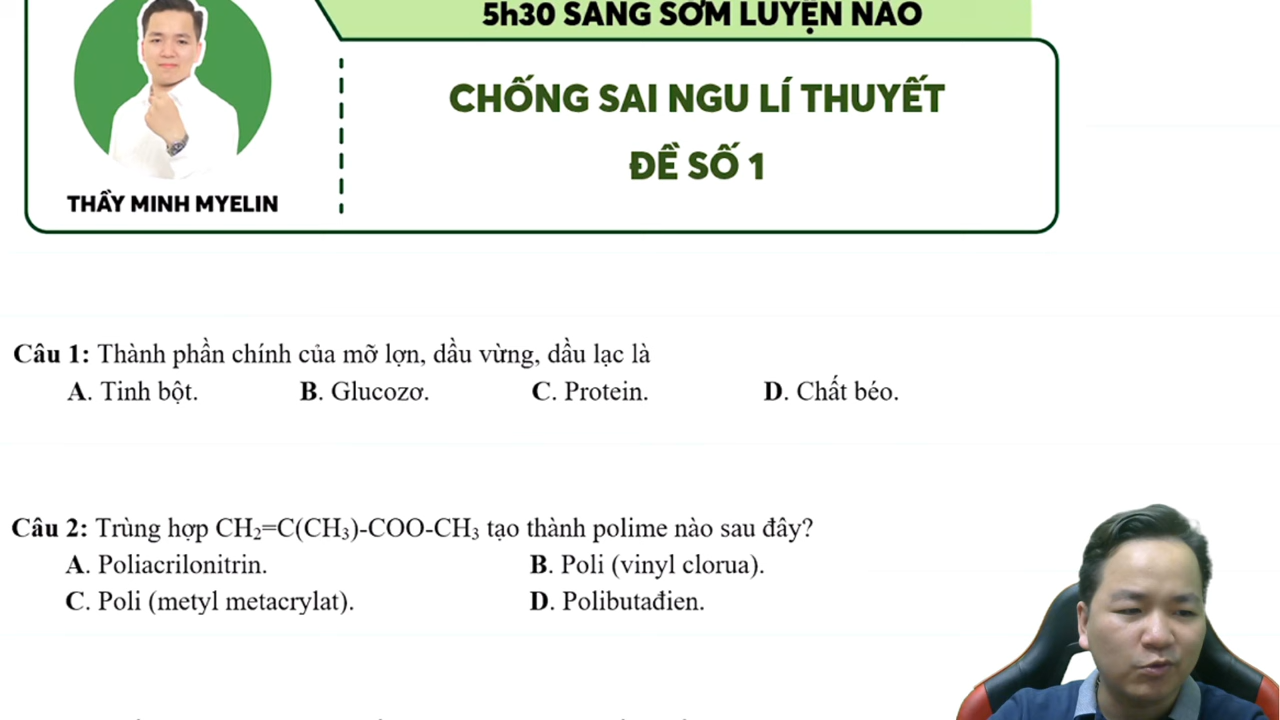 5h30 SÁNG SỚM LUYỆN NÃO
CHỐNG SAI NGU LÍ THUYẾT
ĐỀ SỐ 1
THẦY MINH MYELIN
Câu 1: Thành phần chính của mỡ lợn, dầu vừng, dầu lạc là
A. Tinh bột. B. Glucozơ. C. Protein. D. Chất béo.
Câu 2: Trùng hợp CH₂=C(CH₃)-COO-CH₃ tạo thành polime nào sau đây?
A. Poliacrilonitrin. B. Poli (vinyl clorua).
C. Poli (metyl metacrylat). D. Polibutađien.